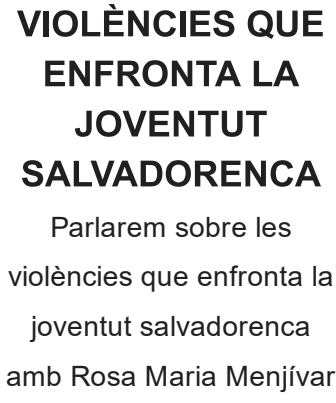 VIOLÈNCIES QUE
ENFRONTA LA
JOVENTUT
SALVADORENCA
Parlarem sobre les
violències que enfronta la
joventut salvadorenca
amb Rosa Maria Menjívar